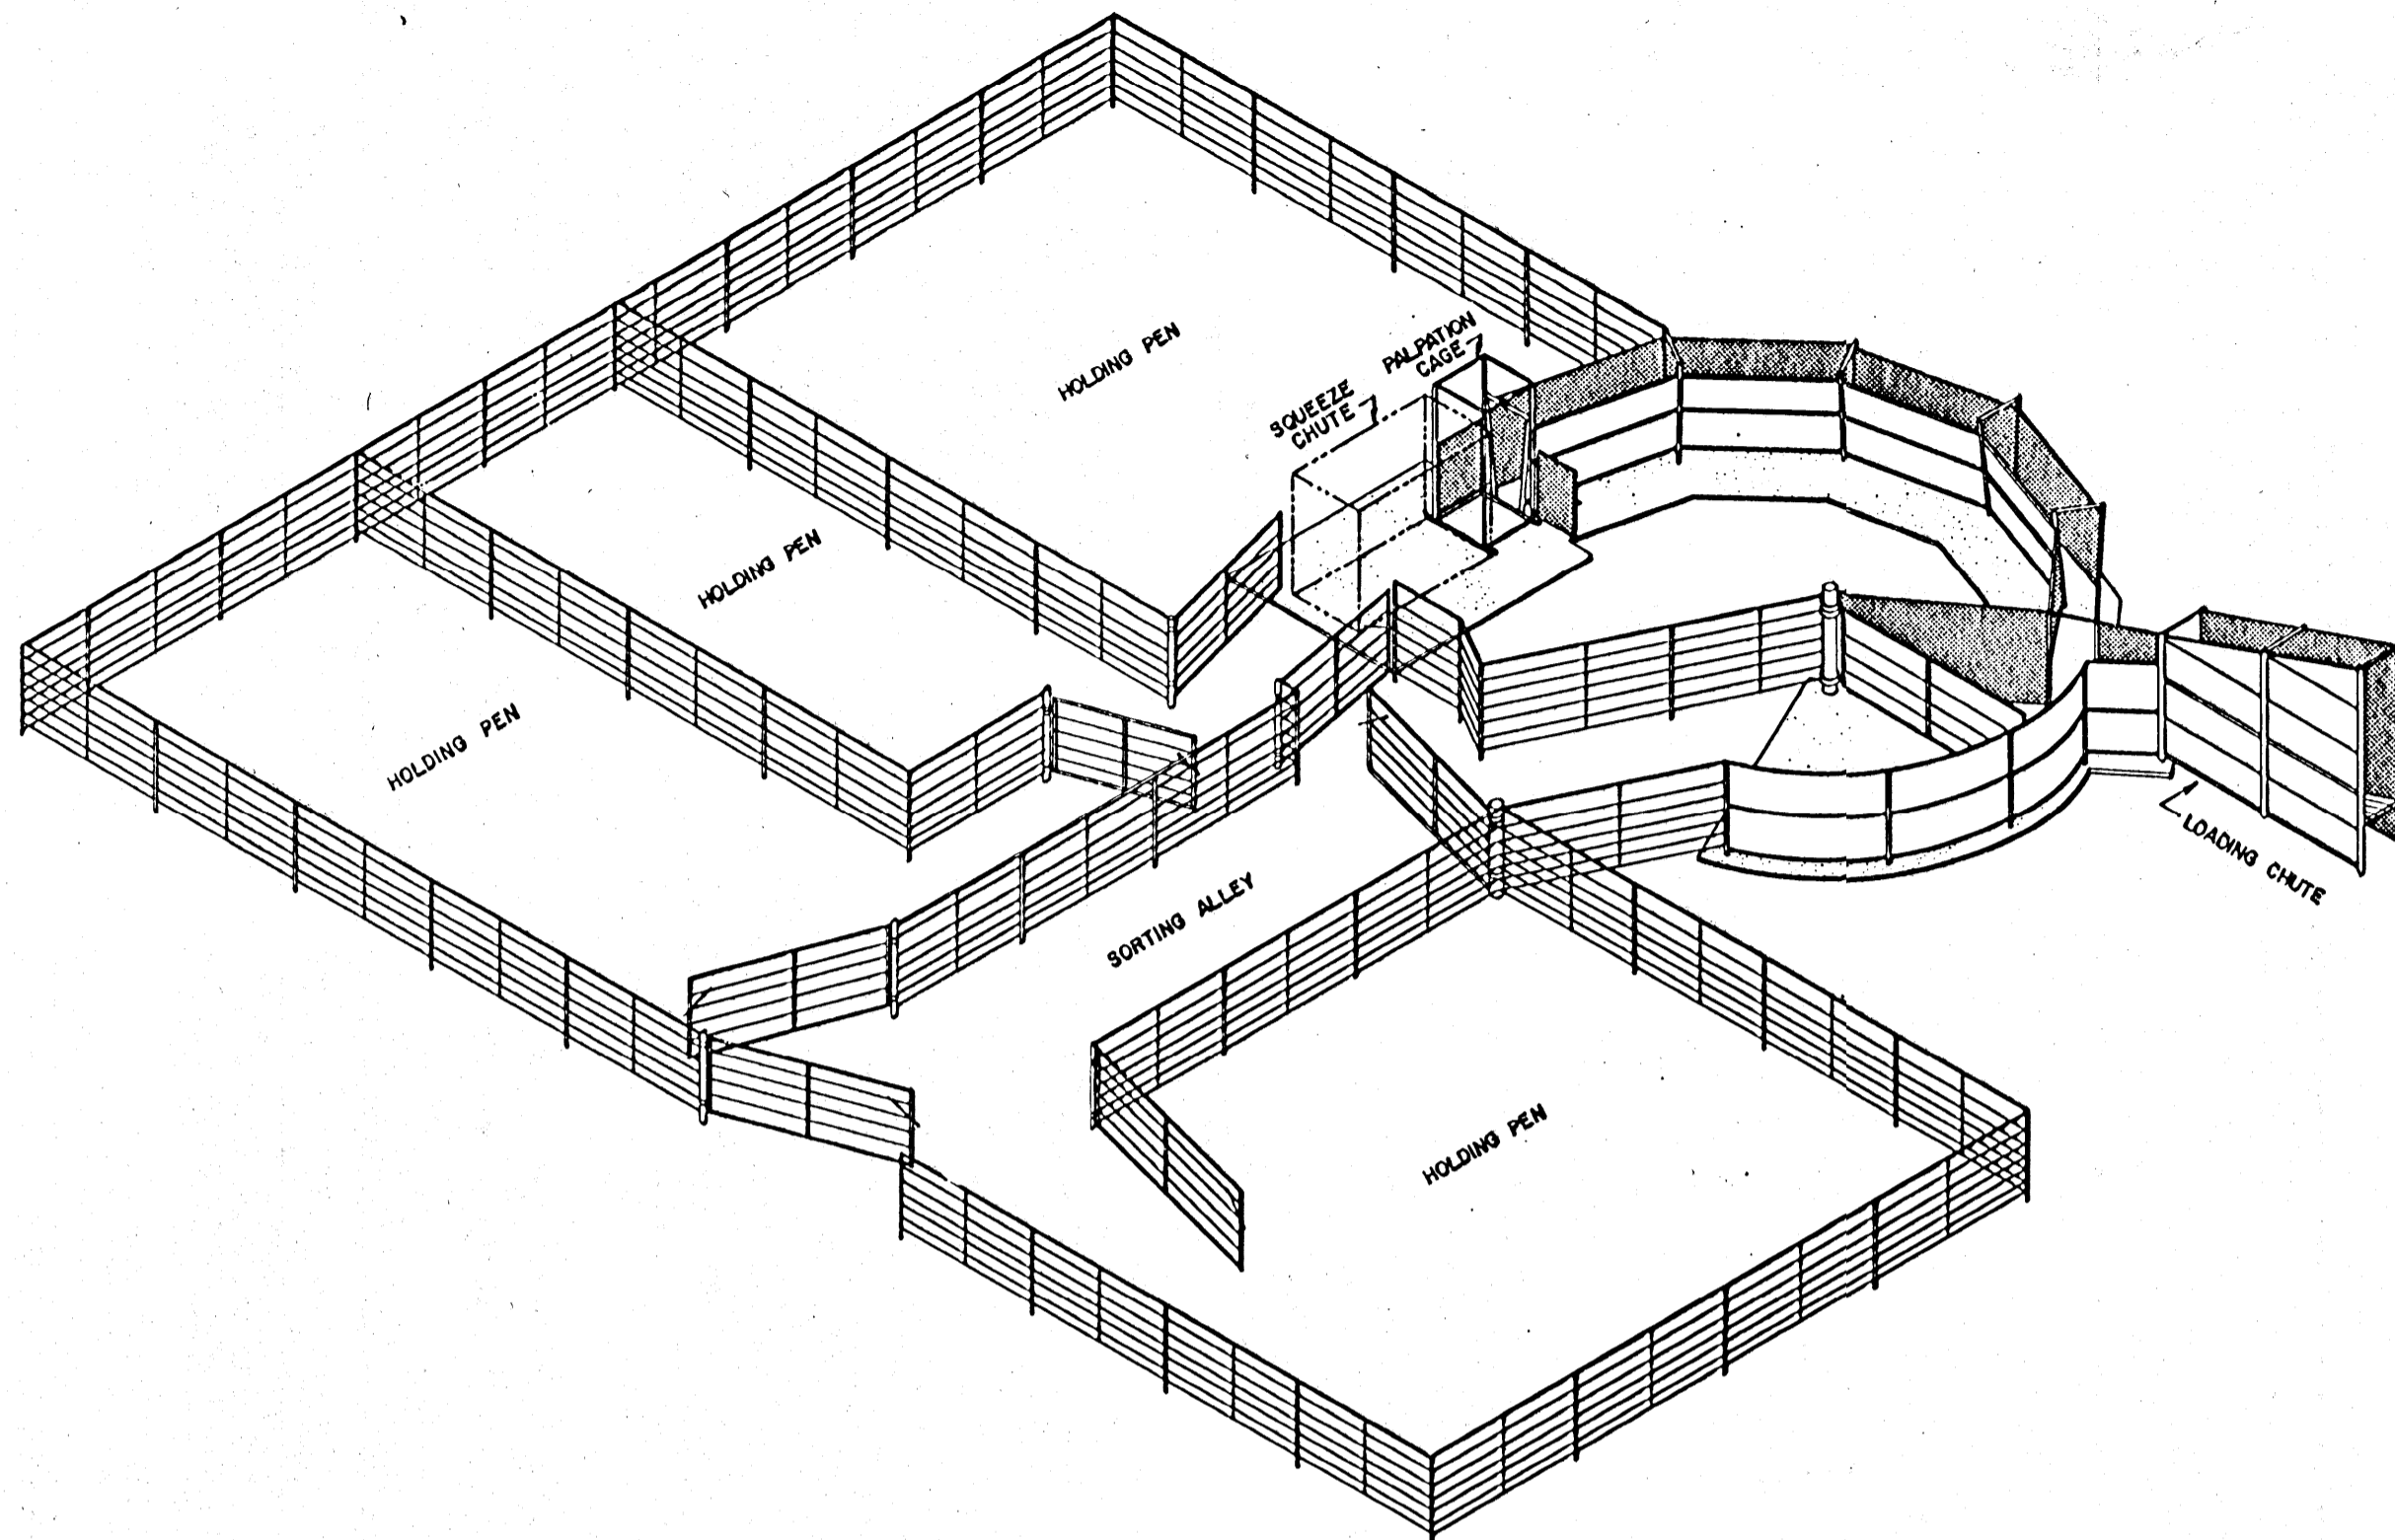 HOLDING PEN
PALPATION
CAGE
SQUEEZE
CHUTE
HOLDING PEN
HOLDING PEN
SORTING ALLEY
LOADING CHUTE
HOLDING PEN